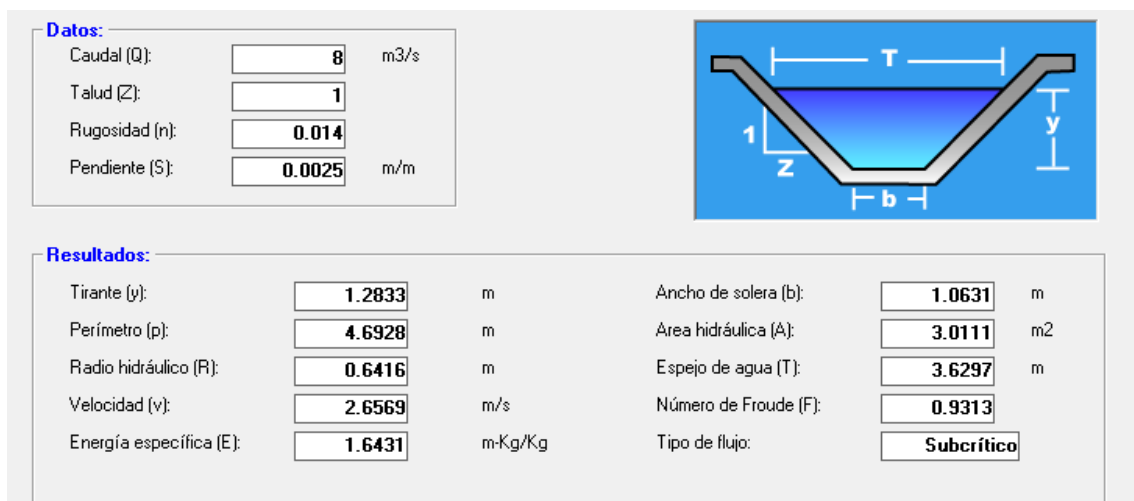 Datos:
Caudal (Q): 8 m3/s
Talud (Z): 1
Rugosidad (n): 0.014
Pendiente (S): 0.0025 m/m
T
1
Z
y
b
Resultados:
Tirante (y): 1.2833 m Ancho de solera (b): 1.0631 m
Perímetro (p): 4.6928 m Area hidráulica (A): 3.0111 m2
Radio hidráulico (R): 0.6416 m Espejo de agua (T): 3.6297 m
Velocidad (v): 2.6569 m/s Número de Froude (F): 0.9313
Energía específica (E): 1.6431 m-Kg/Kg Tipo de flujo: Subcrítico